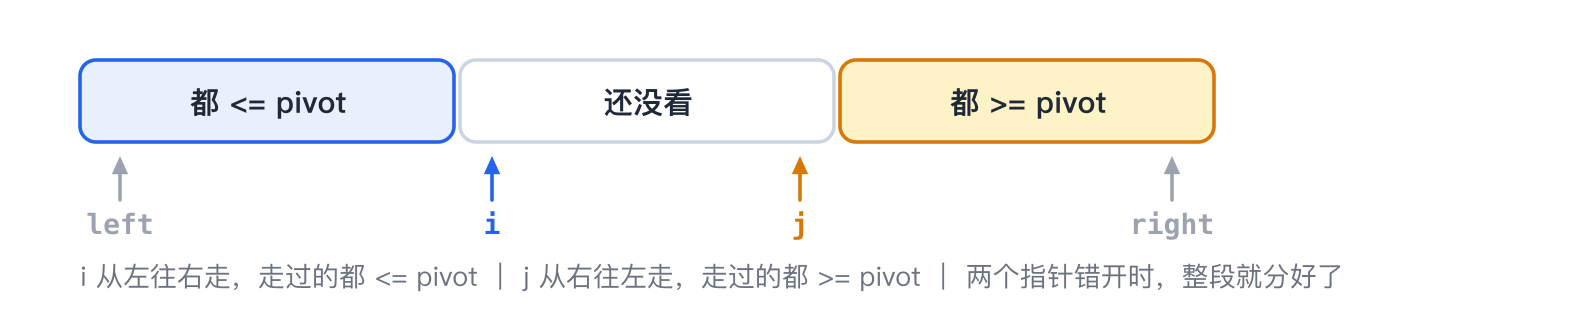 都 <= pivot 还没看 都 >= pivot
left i j right
i 从左往右走，走过的都 <= pivot | j 从右往左走，走过的都 >= pivot | 两个指针错开时，整段就分好了